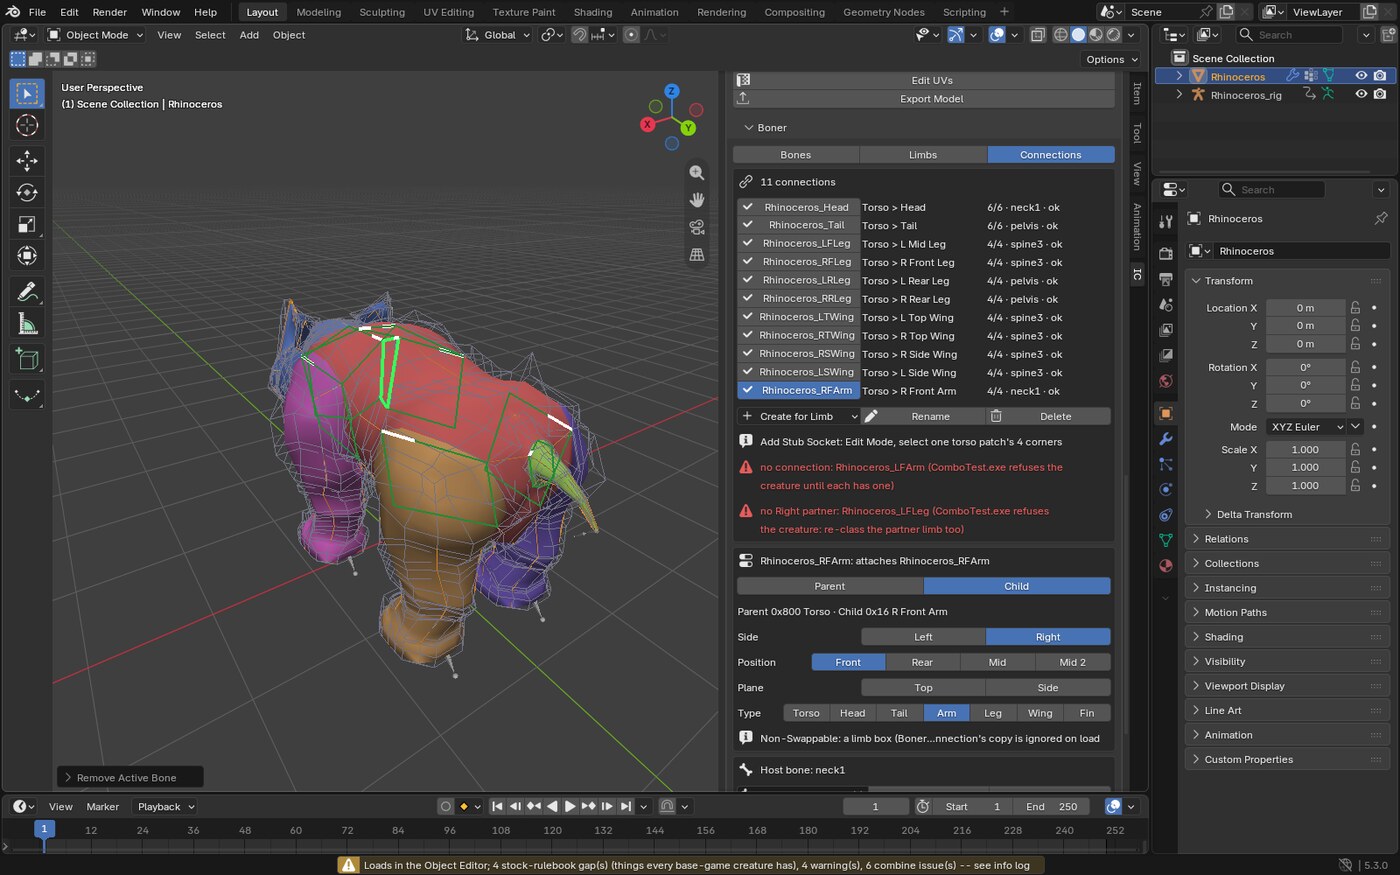 File Edit Render Window Help Layout Modeling Sculpting UV Editing Texture Paint Shading Animation Rendering Compositing Geometry Nodes Scripting + Scene ViewLayer
Object Mode View Select Add Object Global Search
Options
User Perspective
(1) Scene Collection | Rhinoceros
Z
X
Y
Edit UVs
Export Model
Boner
Bones Limbs Connections
11 connections
Rhinoceros_Head Torso > Head 6/6 · neck1 · ok
Rhinoceros_Tail Torso > Tail 6/6 · pelvis · ok
Rhinoceros_LFLeg Torso > L Mid Leg 4/4 · spine3 · ok
Rhinoceros_RFLeg Torso > R Front Leg 4/4 · spine3 · ok
Rhinoceros_LRLeg Torso > L Rear Leg 4/4 · pelvis · ok
Rhinoceros_RRLeg Torso > R Rear Leg 4/4 · pelvis · ok
Rhinoceros_LTWing Torso > L Top Wing 4/4 · spine3 · ok
Rhinoceros_RTWing Torso > R Top Wing 4/4 · spine3 · ok
Rhinoceros_RSWing Torso > R Side Wing 4/4 · spine3 · ok
Rhinoceros_LSWing Torso > L Side Wing 4/4 · spine3 · ok
Rhinoceros_RFArm Torso > R Front Arm 4/4 · neck1 · ok
+ Create for Limb Rename Delete
Add Stub Socket: Edit Mode, select one torso patch's 4 corners
no connection: Rhinoceros_LFArm (ComboTest.exe refuses the
creature until each has one)
no Right partner: Rhinoceros_LFLeg (ComboTest.exe refuses
the creature: re-class the partner limb too)
Rhinoceros_RFArm: attaches Rhinoceros_RFArm
Parent Child
Parent 0x800 Torso · Child 0x16 R Front Arm
Side Left Right
Position Front Rear Mid Mid 2
Plane Top Side
Type Torso Head Tail Arm Leg Wing Fin
Non-Swappable: a limb box (Boner...nnection's copy is ignored on load
Host bone: neck1
Item
Tool
View
Animation
IC
Scene Collection
Rhinoceros
Rhinoceros_rig
Search
Rhinoceros
Rhinoceros
Transform
Location X 0 m
Y 0 m
Z 0 m
Rotation X 0°
Y 0°
Z 0°
Mode XYZ Euler
Scale X 1.000
Y 1.000
Z 1.000
Delta Transform
Relations
Collections
Instancing
Motion Paths
Shading
Visibility
Viewport Display
Line Art
Animation
Custom Properties
Remove Active Bone
View Marker Playback 1 Start 1 End 250
1 12 24 36 48 60 72 84 96 108 120 132 144 156 168 180 192 204 216 228 240 252
Loads in the Object Editor; 4 stock-rulebook gap(s) (things every base-game creature has), 4 warning(s), 6 combine issue(s) -- see info log
5.3.0